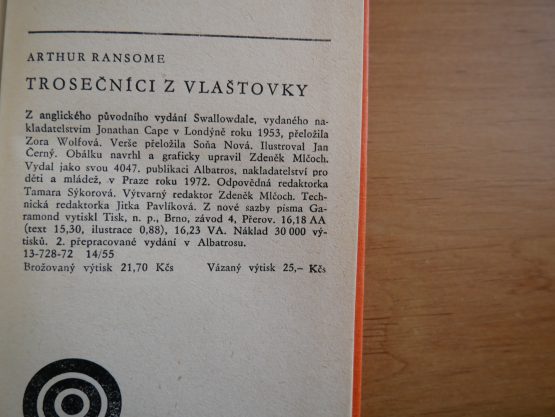 ARTHUR RANSOME
TROSEČNÍCI Z VLAŠTOVKY
Z anglického původního vydání Swallowdale, vydaného na-
kladatelstvím Jonathan Cape v Londýně roku 1953, přeložila
Zora Wolfová. Verše přeložila Soňa Nová. Ilustroval Jan
Černý. Obálku navrhl a graficky upravil Zdeněk Mlčoch.
Vydal jako svou 4047. publikaci Albatros, nakladatelství pro
děti a mládež, v Praze roku 1972. Odpovědná redaktorka
Tamara Sýkorová. Výtvarný redaktor Zdeněk Mlčoch. Tech-
nická redaktorka Jitka Pavlíková. Z nové sazby písma Ga-
ramond vytiskl Tisk, n. p., Brno, závod 4, Přerov. 16,18 AA
(text 15,30, ilustrace 0,88), 16,23 VA. Náklad 30 000 vý-
tisků. 2. přepracované vydání v Albatrosu.
13-728-72 14/55
Brožovaný výtisk 21,70 Kčs Vázaný výtisk 25,– Kčs